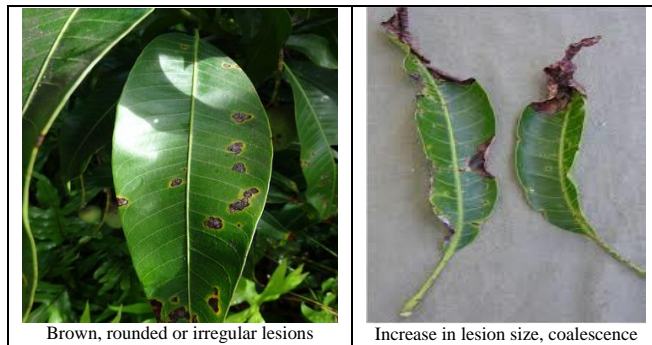 Brown, rounded or irregular lesions
Increase in lesion size, coalescence